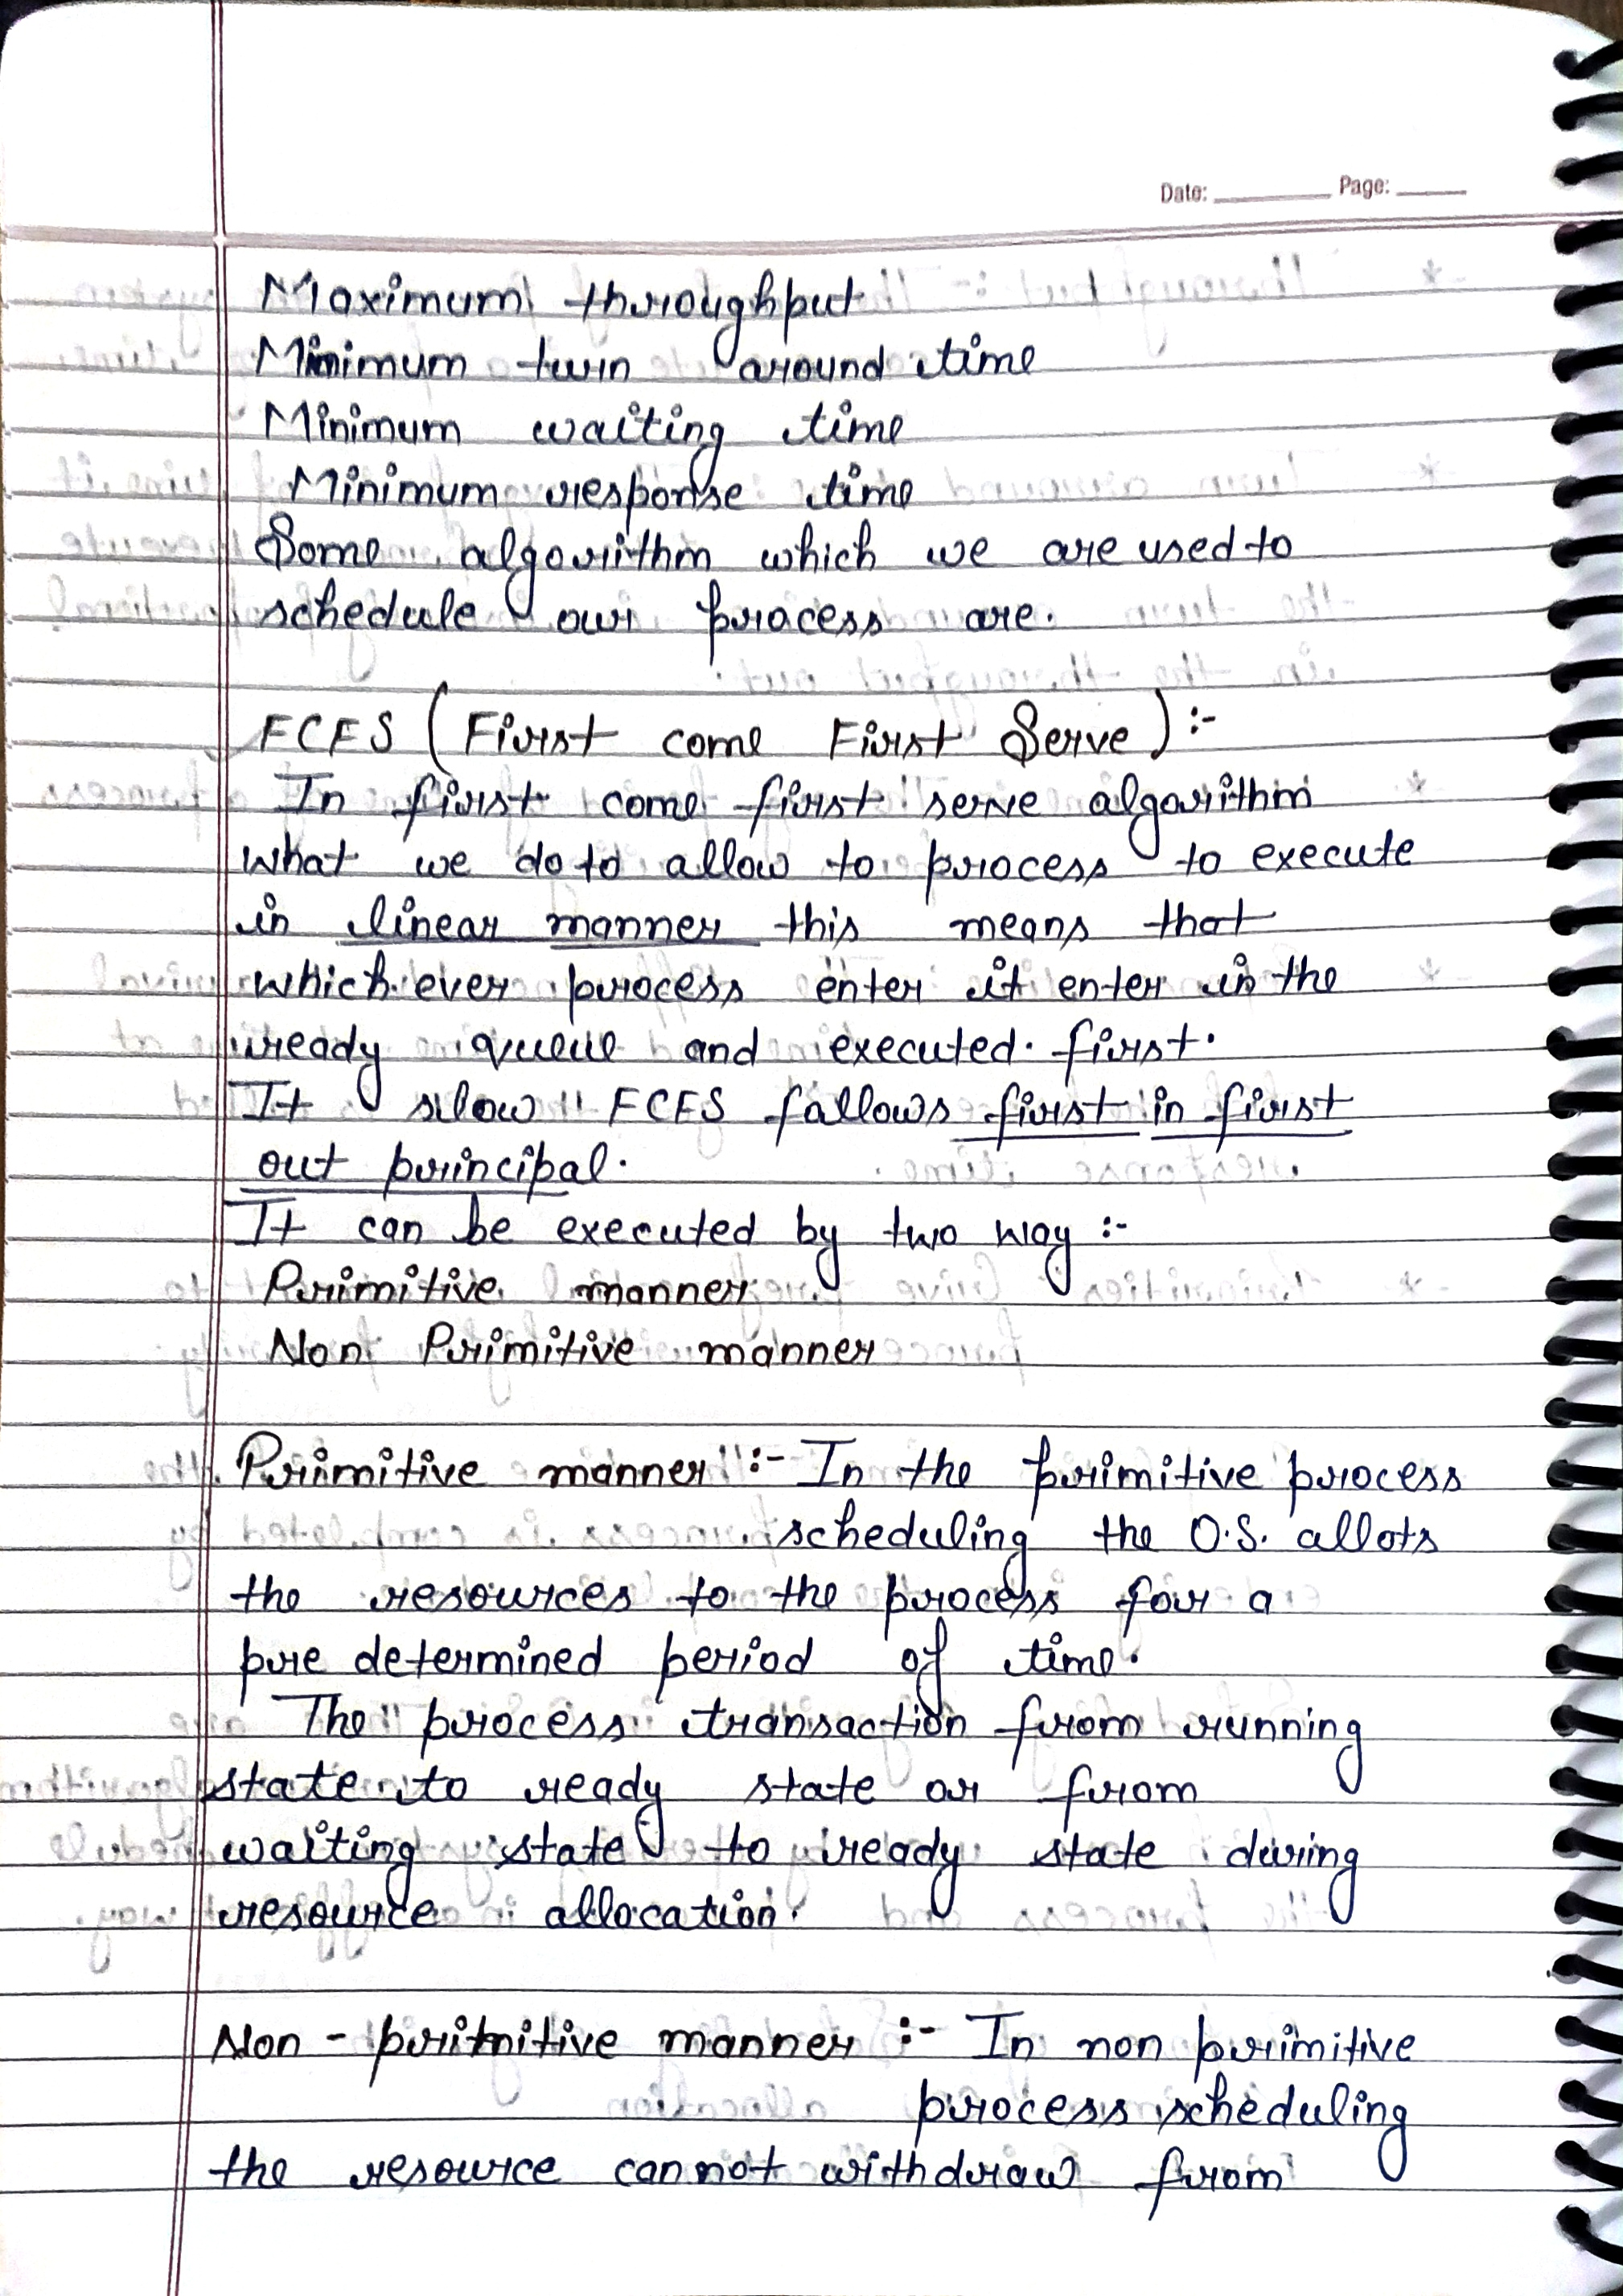 Date: Page:
Maximum throughput
Minimum turn around time
Minimum waiting time
Minimum response time
Some algorithm which we are used to
schedule our process are.
FCFS (First come First Serve) :-
In first come first serve algorithm
what we do to allow to process to execute
in linear manner this means that
which ever process enter it enter in the
ready queue and executed. first.
It slow FCFS fallows first in first
out principal.
It can be executed by two way :-
Primitive manner
Non Primitive manner
Primitive manner :- In the primitive process
scheduling the O.S. allots
the resources to the process for a
pre determined period of time.
The process transaction from running
state to ready state or from
waiting state to ready state during
resource allocation.
Non - primitive manner :- In non primitive
process scheduling
the resource cannot withdraw from